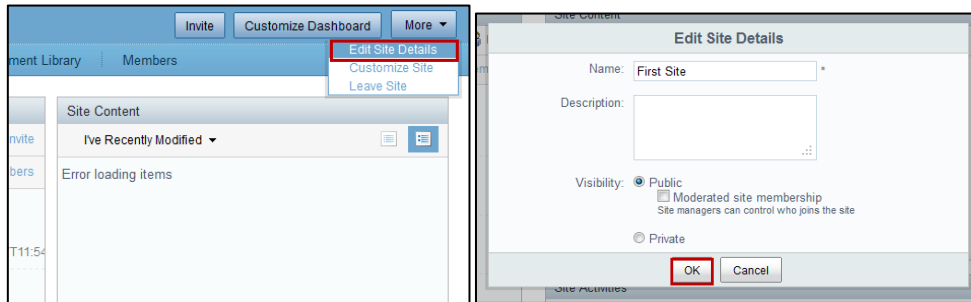 Invite Customize Dashboard More
Edit Site Details
ment Library Members
Customize Site
Leave Site
Site Content
nvite I've Recently Modified
bers Error loading items
T11:54
Site Content
Edit Site Details
Name: First Site *
Description:
Visibility: Public
Moderated site membership
Site managers can control who joins the site
Private
OK Cancel
Site Activities